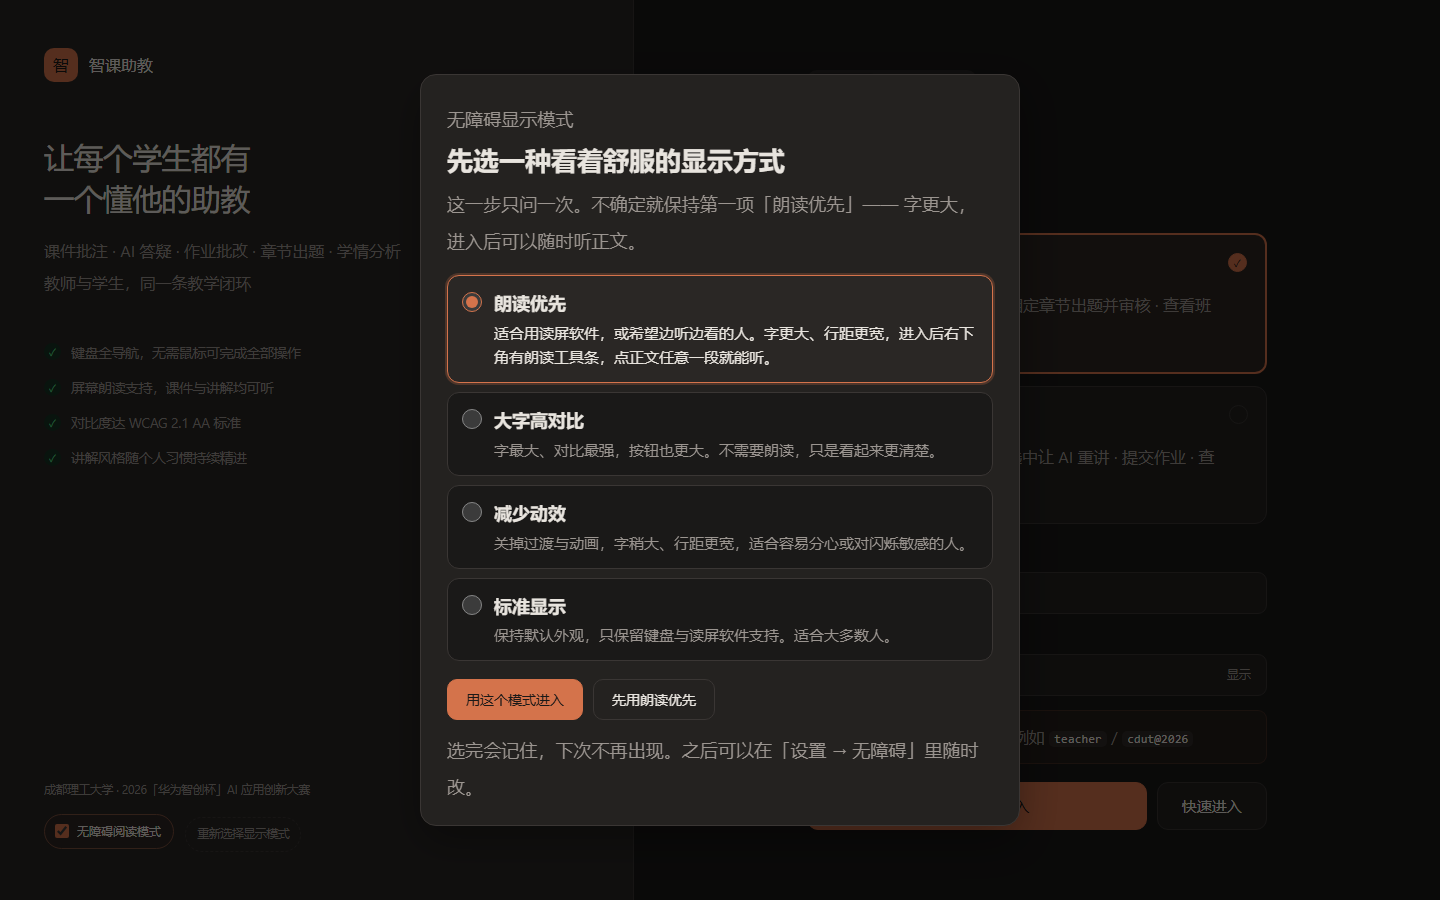 智 智课助教
让每个学生都有
一个懂他的助教
课件批注 · AI 答疑 · 作业批改 · 章节出题 · 学情分析
教师与学生，同一条教学闭环
✓ 键盘全导航，无需鼠标可完成全部操作
✓ 屏幕朗读支持，课件与讲解均可听
✓ 对比度达 WCAG 2.1 AA 标准
✓ 讲解风格随个人习惯持续精进
成都理工大学 · 2026「华为智创杯」AI 应用创新大赛
无障碍阅读模式 重新选择显示模式
无障碍显示模式
先选一种看着舒服的显示方式
这一步只问一次。不确定就保持第一项「朗读优先」—— 字更大，
进入后可以随时听正文。
朗读优先
适合用读屏软件，或希望边听边看的人。字更大、行距更宽，进入后右下
角有朗读工具条，点正文任意一段就能听。
大字高对比
字最大、对比最强，按钮也更大。不需要朗读，只是看起来更清楚。
减少动效
关掉过渡与动画，字稍大、行距更宽，适合容易分心或对闪烁敏感的人。
标准显示
保持默认外观，只保留键盘与读屏软件支持。适合大多数人。
用这个模式进入 先用朗读优先
选完会记住，下次不再出现。之后可以在「设置 → 无障碍」里随时
改。
定章节出题并审核 · 查看班
中让 AI 重讲 · 提交作业 · 查
显示
例如 teacher / cdut@2026
入 快速进入